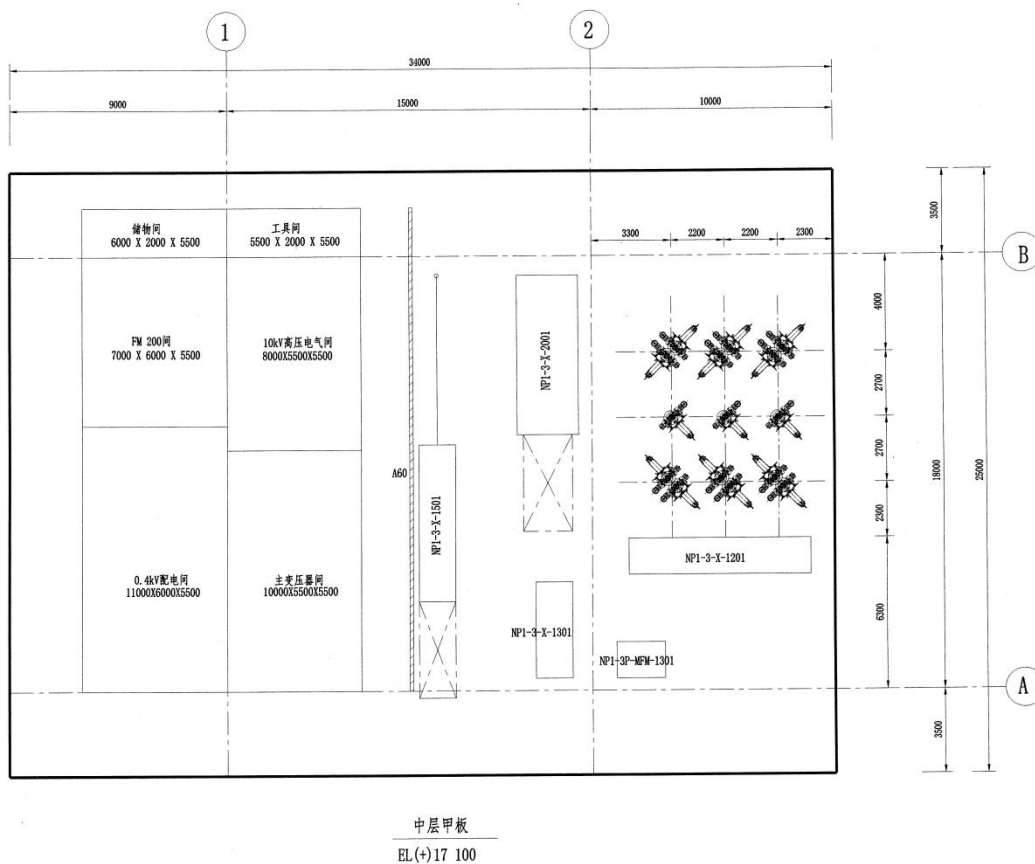 1
2
34000
9000
15000
10000
储物间
6000 X 2000 X 5500
工具间
5500 X 2000 X 5500
3300
2200
2200
2300
3500
B
FM 200间
7000 X 6000 X 5500
10kV高压电气间
8000X5500X5500
NP1-3-X-2001
4000
2700
2700
2300
6300
18000
25000
A60
NP1-3-X-1501
NP1-3-X-1201
0.4kV配电间
11000X6000X5500
主变压器间
10000X5500X5500
NP1-3-X-1301
NP1-3P-MFM-1301
A
3500
中层甲板
EL(+)17 100